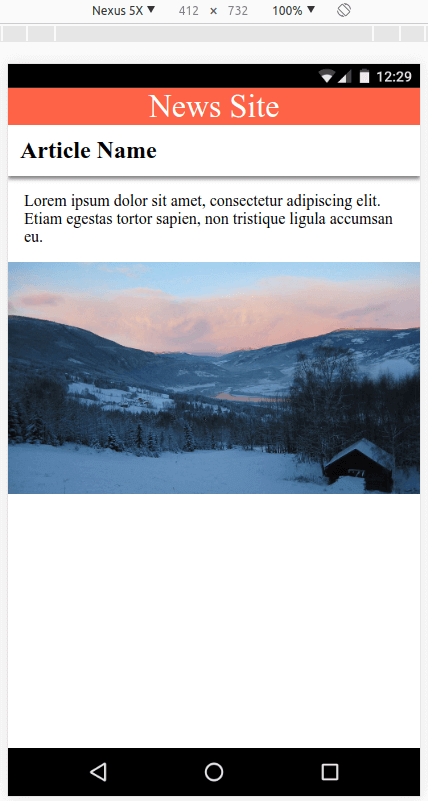 Nexus 5X ▼ 412 × 732 100% ▼
12:29
News Site
Article Name
Lorem ipsum dolor sit amet, consectetur adipiscing elit.
Etiam egestas tortor sapien, non tristique ligula accumsan
eu.